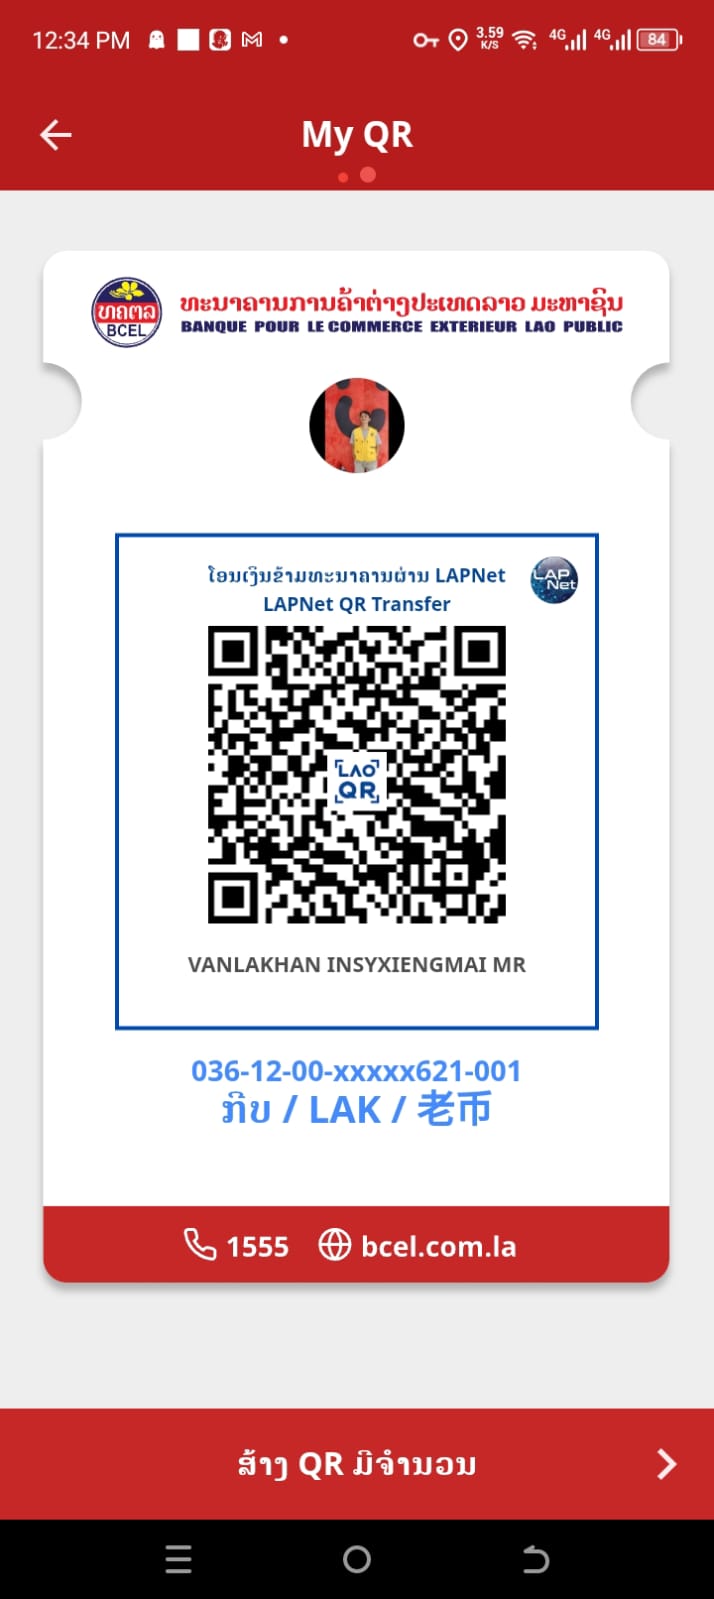 12:34 PM
3.59
K/S
4G
4G
84
My QR
ທຄຕລ
BCEL
ທະນາຄານການຄ້າຕ່າງປະເທດລາວ ມະຫາຊົນ
BANQUE POUR LE COMMERCE EXTERIEUR LAO PUBLIC
ໂອນເງິນຂ້າມທະນາຄານຜ່ານ LAPNet
LAPNet QR Transfer
LAP
Net
LAO
QR
VANLAKHAN INSYXIENGMAI MR
036-12-00-xxxxx621-001
ກີບ / LAK / 老币
1555
bcel.com.la
ສ້າງ QR ມີຈຳນວນ